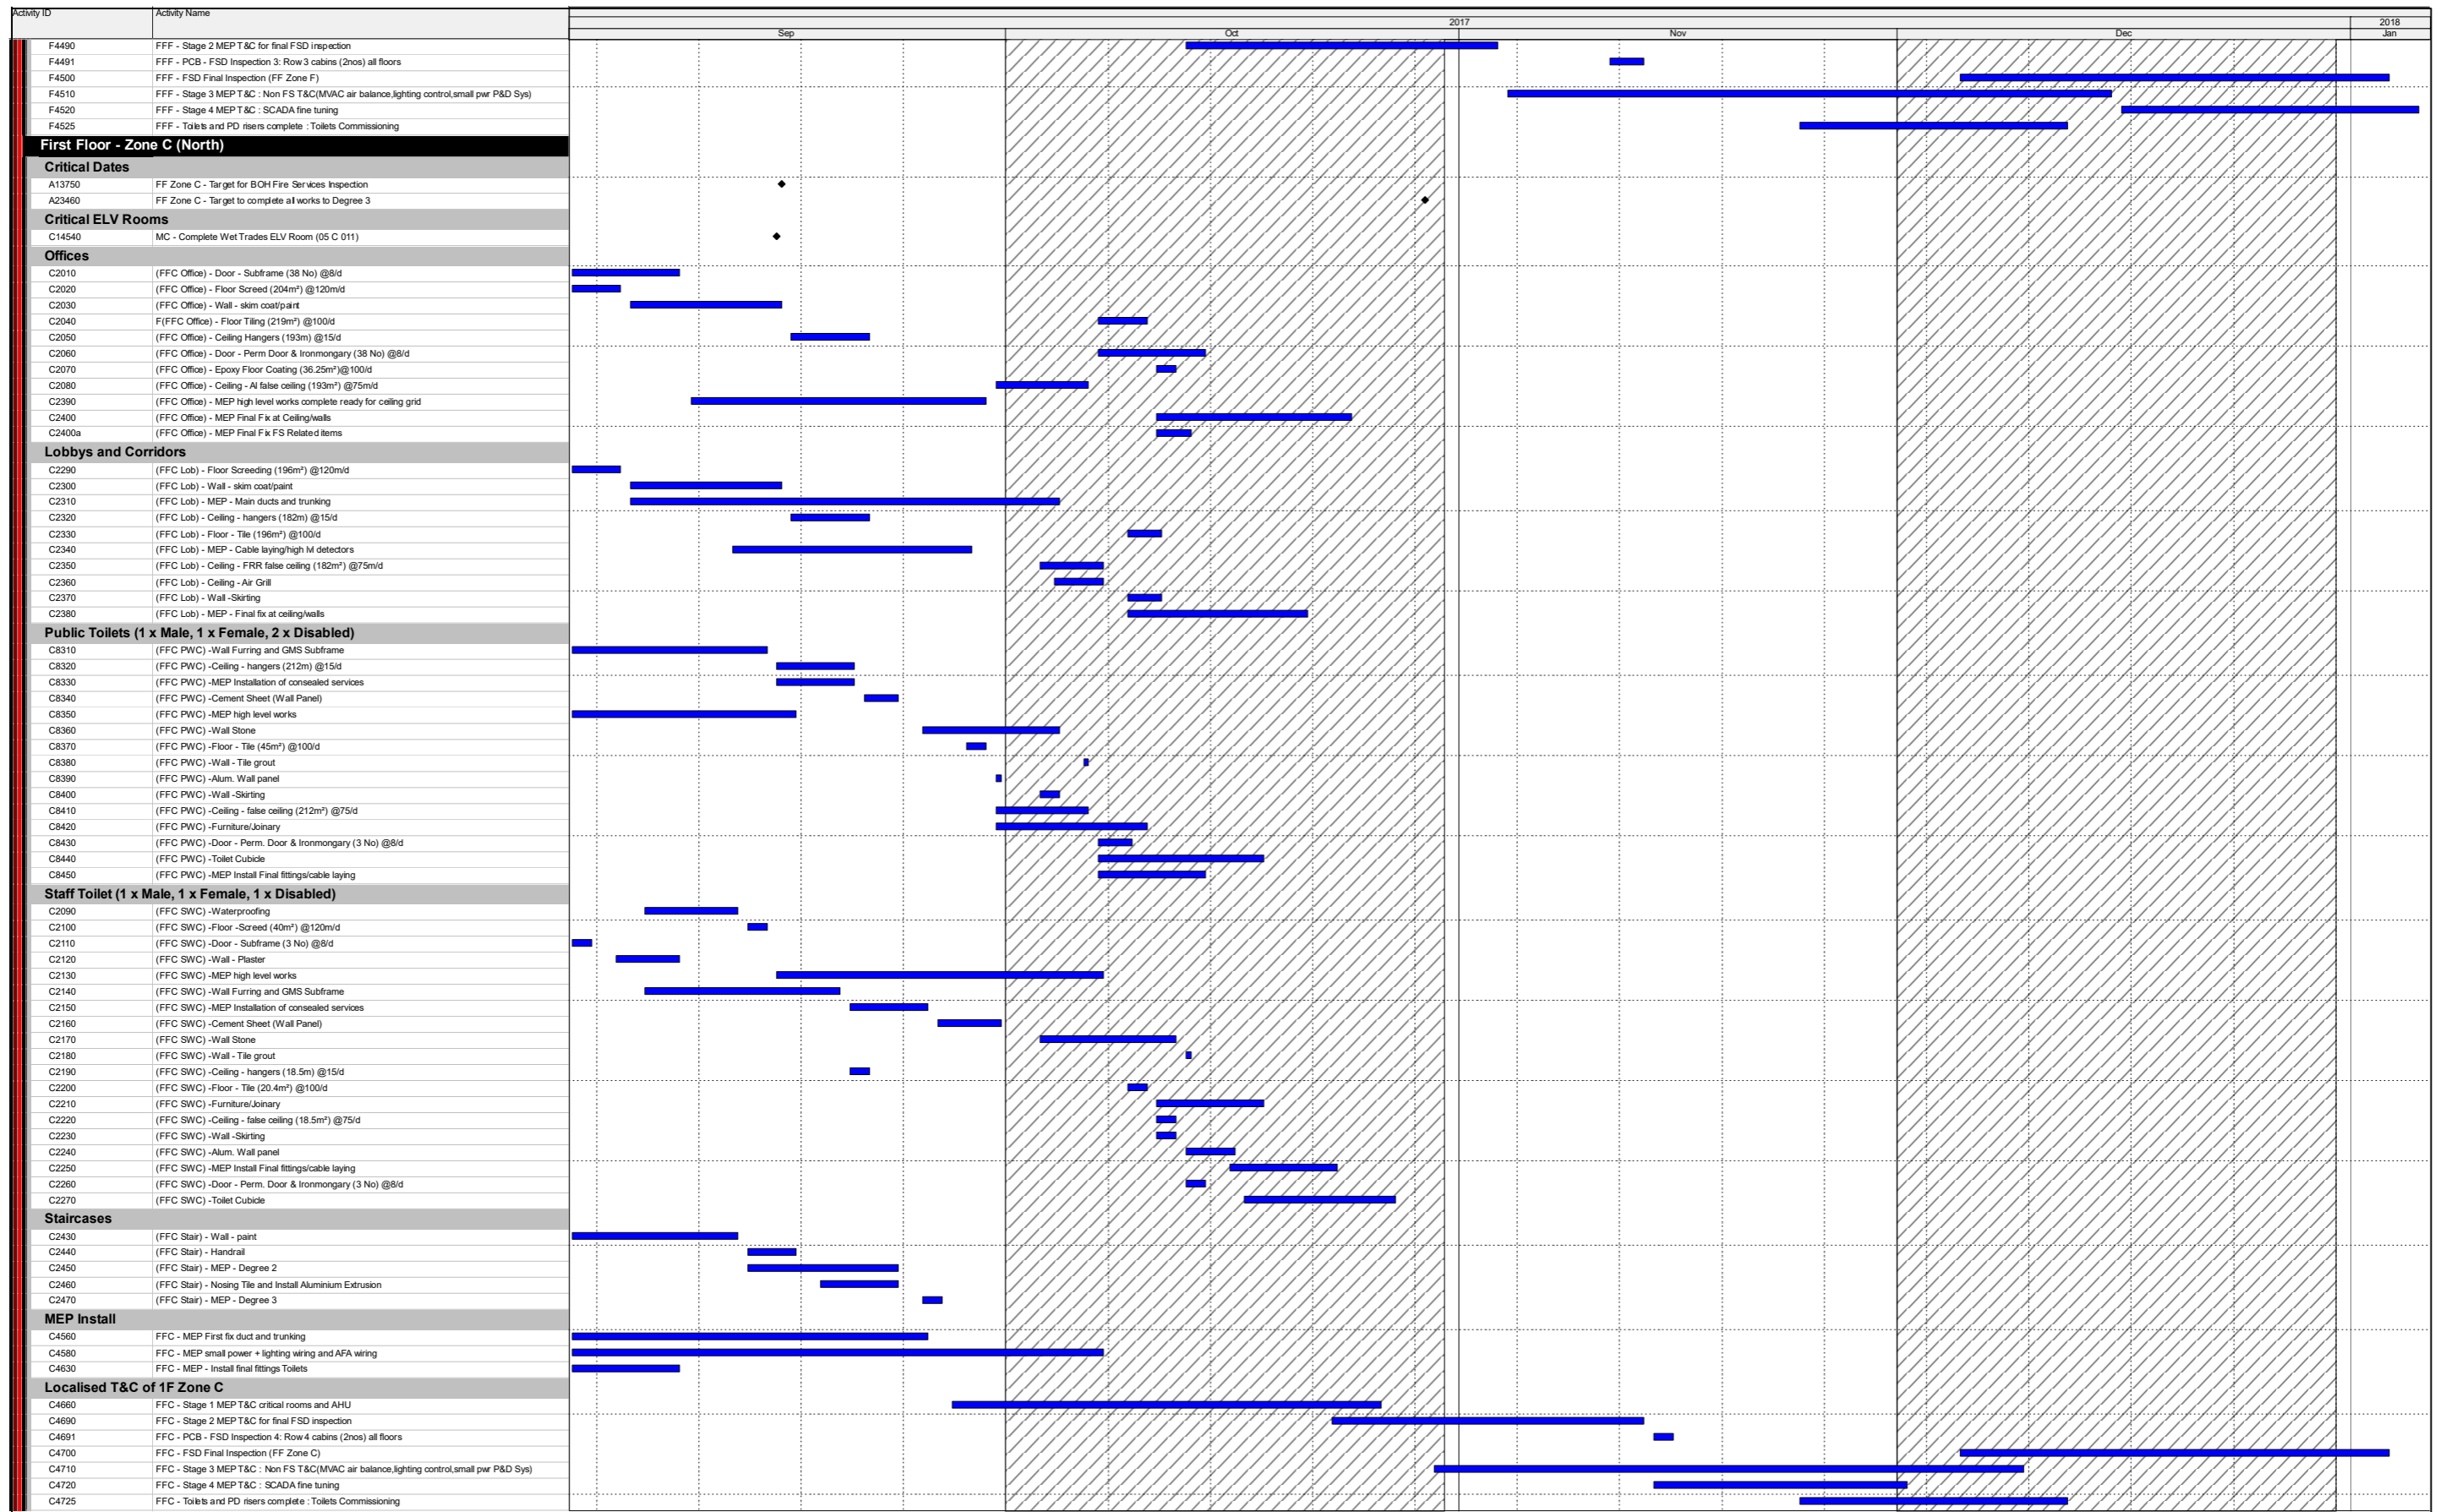 Activity ID Activity Name
2017 2018
Sep Oct Nov Dec Jan
F4490 FFF - Stage 2 MEP T&C for final FSD inspection
F4491 FFF - PCB - FSD Inspection 3: Row 3 cabins (2nos) all floors
F4500 FFF - FSD Final Inspection (FF Zone F)
F4510 FFF - Stage 3 MEP T&C : Non FS T&C(MVAC air balance,lighting control,small pwr P&D Sys)
F4520 FFF - Stage 4 MEP T&C : SCADA fine tuning
F4525 FFF - Toilets and PD risers complete : Toilets Commissioning
First Floor - Zone C (North)
Critical Dates
A13750 FF Zone C - Target for BOH Fire Services Inspection
A23460 FF Zone C - Target to complete all works to Degree 3
Critical ELV Rooms
C14540 MC - Complete Wet Trades ELV Room (05 C 011)
Offices
C2010 (FFC Office) - Door - Subframe (38 No) @8/d
C2020 (FFC Office) - Floor Screed (204m²) @120m/d
C2030 (FFC Office) - Wall - skim coat/paint
C2040 F(FFC Office) - Floor Tiling (219m²) @100/d
C2050 (FFC Office) - Ceiling Hangers (193m) @15/d
C2060 (FFC Office) - Door - Perm Door & Ironmongary (38 No) @8/d
C2070 (FFC Office) - Epoxy Floor Coating (36.25m²)@100/d
C2080 (FFC Office) - Ceiling - Al false ceiling (193m²) @75m/d
C2390 (FFC Office) - MEP high level works complete ready for ceiling grid
C2400 (FFC Office) - MEP Final Fix at Ceiling/walls
C2400a (FFC Office) - MEP Final Fix FS Related items
Lobbys and Corridors
C2290 (FFC Lob) - Floor Screeding (196m²) @120m/d
C2300 (FFC Lob) - Wall - skim coat/paint
C2310 (FFC Lob) - MEP - Main ducts and trunking
C2320 (FFC Lob) - Ceiling - hangers (182m) @15/d
C2330 (FFC Lob) - Floor - Tile (196m²) @100/d
C2340 (FFC Lob) - MEP - Cable laying/high lvl detectors
C2350 (FFC Lob) - Ceiling - FRR false ceiling (182m²) @75m/d
C2360 (FFC Lob) - Ceiling - Air Grill
C2370 (FFC Lob) - Wall -Skirting
C2380 (FFC Lob) - MEP - Final fix at ceiling/walls
Public Toilets (1 x Male, 1 x Female, 2 x Disabled)
C8310 (FFC PWC) -Wall Furring and GMS Subframe
C8320 (FFC PWC) -Ceiling - hangers (212m) @15/d
C8330 (FFC PWC) -MEP Installation of consealed services
C8340 (FFC PWC) -Cement Sheet (Wall Panel)
C8350 (FFC PWC) -MEP high level works
C8360 (FFC PWC) -Wall Stone
C8370 (FFC PWC) -Floor - Tile (45m²) @100/d
C8380 (FFC PWC) -Wall - Tile grout
C8390 (FFC PWC) -Alum. Wall panel
C8400 (FFC PWC) -Wall -Skirting
C8410 (FFC PWC) -Ceiling - false ceiling (212m²) @75/d
C8420 (FFC PWC) -Furniture/Joinary
C8430 (FFC PWC) -Door - Perm. Door & Ironmongary (3 No) @8/d
C8440 (FFC PWC) -Toilet Cubicle
C8450 (FFC PWC) -MEP Install Final fittings/cable laying
Staff Toilet (1 x Male, 1 x Female, 1 x Disabled)
C2090 (FFC SWC) -Waterproofing
C2100 (FFC SWC) -Floor -Screed (40m²) @120m/d
C2110 (FFC SWC) -Door - Subframe (3 No) @8/d
C2120 (FFC SWC) -Wall - Plaster
C2130 (FFC SWC) -MEP high level works
C2140 (FFC SWC) -Wall Furring and GMS Subframe
C2150 (FFC SWC) -MEP Installation of consealed services
C2160 (FFC SWC) -Cement Sheet (Wall Panel)
C2170 (FFC SWC) -Wall Stone
C2180 (FFC SWC) -Wall - Tile grout
C2190 (FFC SWC) -Ceiling - hangers (18.5m) @15/d
C2200 (FFC SWC) -Floor - Tile (20.4m²) @100/d
C2210 (FFC SWC) -Furniture/Joinary
C2220 (FFC SWC) -Ceiling - false ceiling (18.5m²) @75/d
C2230 (FFC SWC) -Wall -Skirting
C2240 (FFC SWC) -Alum. Wall panel
C2250 (FFC SWC) -MEP Install Final fittings/cable laying
C2260 (FFC SWC) -Door - Perm. Door & Ironmongary (3 No) @8/d
C2270 (FFC SWC) -Toilet Cubicle
Staircases
C2430 (FFC Stair) - Wall - paint
C2440 (FFC Stair) - Handrail
C2450 (FFC Stair) - MEP - Degree 2
C2460 (FFC Stair) - Nosing Tile and Install Aluminium Extrusion
C2470 (FFC Stair) - MEP - Degree 3
MEP Install
C4560 FFC - MEP First fix duct and trunking
C4580 FFC - MEP small power + lighting wiring and AFA wiring
C4630 FFC - MEP - Install final fittings Toilets
Localised T&C of 1F Zone C
C4660 FFC - Stage 1 MEP T&C critical rooms and AHU
C4690 FFC - Stage 2 MEP T&C for final FSD inspection
C4691 FFC - PCB - FSD Inspection 4: Row 4 cabins (2nos) all floors
C4700 FFC - FSD Final Inspection (FF Zone C)
C4710 FFC - Stage 3 MEP T&C : Non FS T&C(MVAC air balance,lighting control,small pwr P&D Sys)
C4720 FFC - Stage 4 MEP T&C : SCADA fine tuning
C4725 FFC - Toilets and PD risers complete : Toilets Commissioning